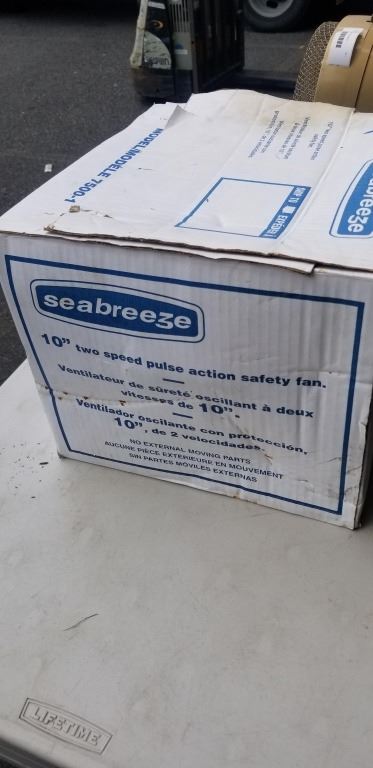 MODEL/MODELE 7500-1
SHIP TO
seabreeze
seabreeze
10" two speed pulse action safety fan.
Ventilateur de sûreté oscillant à deux
vitesses de 10".
Ventilador oscilante con protección,
10", de 2 velocidades.
NO EXTERNAL MOVING PARTS
AUCUNE PIÈCE EXTERIEURE EN MOUVEMENT
SIN PARTES MÓVILES EXTERNAS
LIFETIME